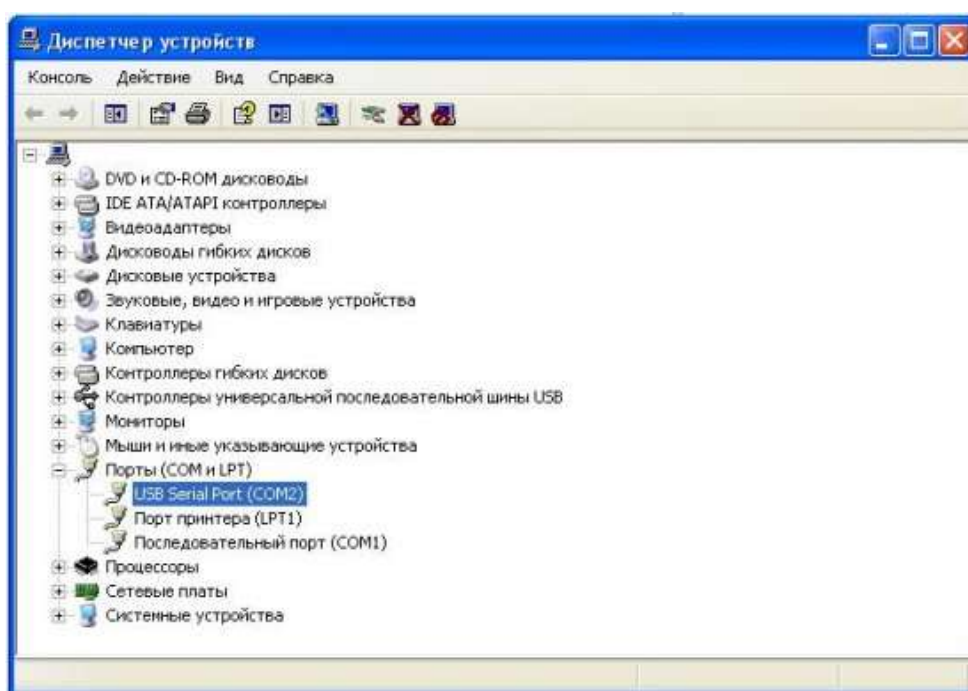 Диспетчер устройств
Консоль Действие Вид Справка
DVD и CD-ROM дисководы
IDE ATA/ATAPI контроллеры
Видеоадаптеры
Дисководы гибких дисков
Дисковые устройства
Звуковые, видео и игровые устройства
Клавиатуры
Компьютер
Контроллеры гибких дисков
Контроллеры универсальной последовательной шины USB
Мониторы
Мыши и иные указывающие устройства
Порты (COM и LPT)
USB Serial Port (COM2)
Порт принтера (LPT1)
Последовательный порт (COM1)
Процессоры
Сетевые платы
Системные устройства